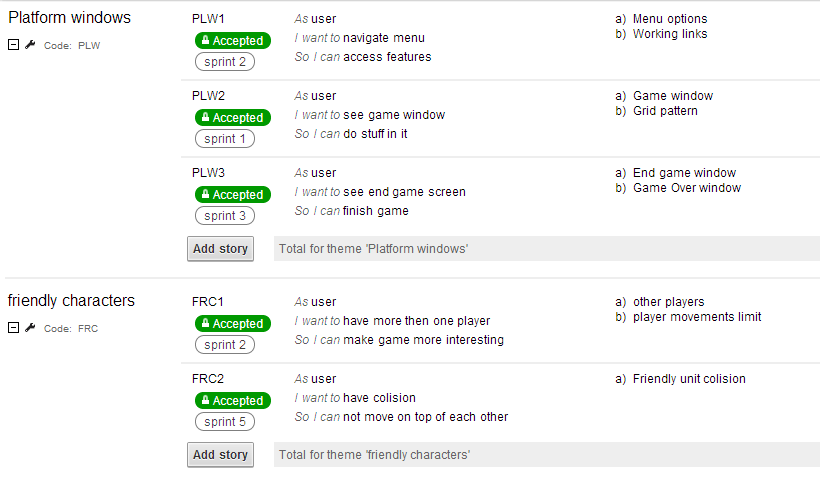 Platform windows
Code: PLW
PLW1
Accepted
sprint 2
As user
I want to navigate menu
So I can access features
a) Menu options
b) Working links
PLW2
Accepted
sprint 1
As user
I want to see game window
So I can do stuff in it
a) Game window
b) Grid pattern
PLW3
Accepted
sprint 3
As user
I want to see end game screen
So I can finish game
a) End game window
b) Game Over window
Add story
Total for theme 'Platform windows'
friendly characters
Code: FRC
FRC1
Accepted
sprint 2
As user
I want to have more then one player
So I can make game more interesting
a) other players
b) player movements limit
FRC2
Accepted
sprint 5
As user
I want to have colision
So I can not move on top of each other
a) Friendly unit colision
Add story
Total for theme 'friendly characters'